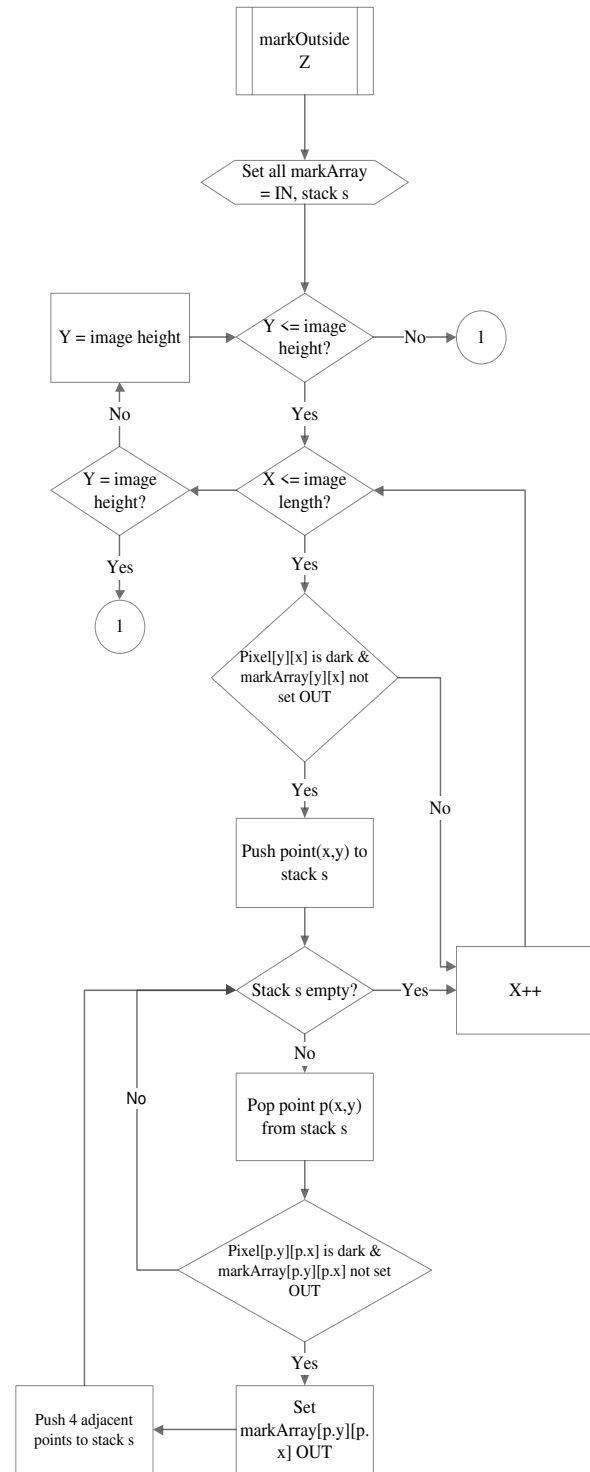 markOutside
Z
Set all markArray
= IN, stack s
Y = image height
Y <= image
height?
No
1
No
Yes
Y = image
height?
X <= image
length?
Yes
Yes
1
Pixel[y][x] is dark &
markArray[y][x] not
set OUT
No
Yes
Push point(x,y) to
stack s
Stack s empty?
Yes
X++
No
No
Pop point p(x,y)
from stack s
Pixel[p.y][p.x] is dark &
markArray[p.y][p.x] not set
OUT
Yes
Push 4 adjacent
points to stack s
Set
markArray[p.y][p.
x] OUT